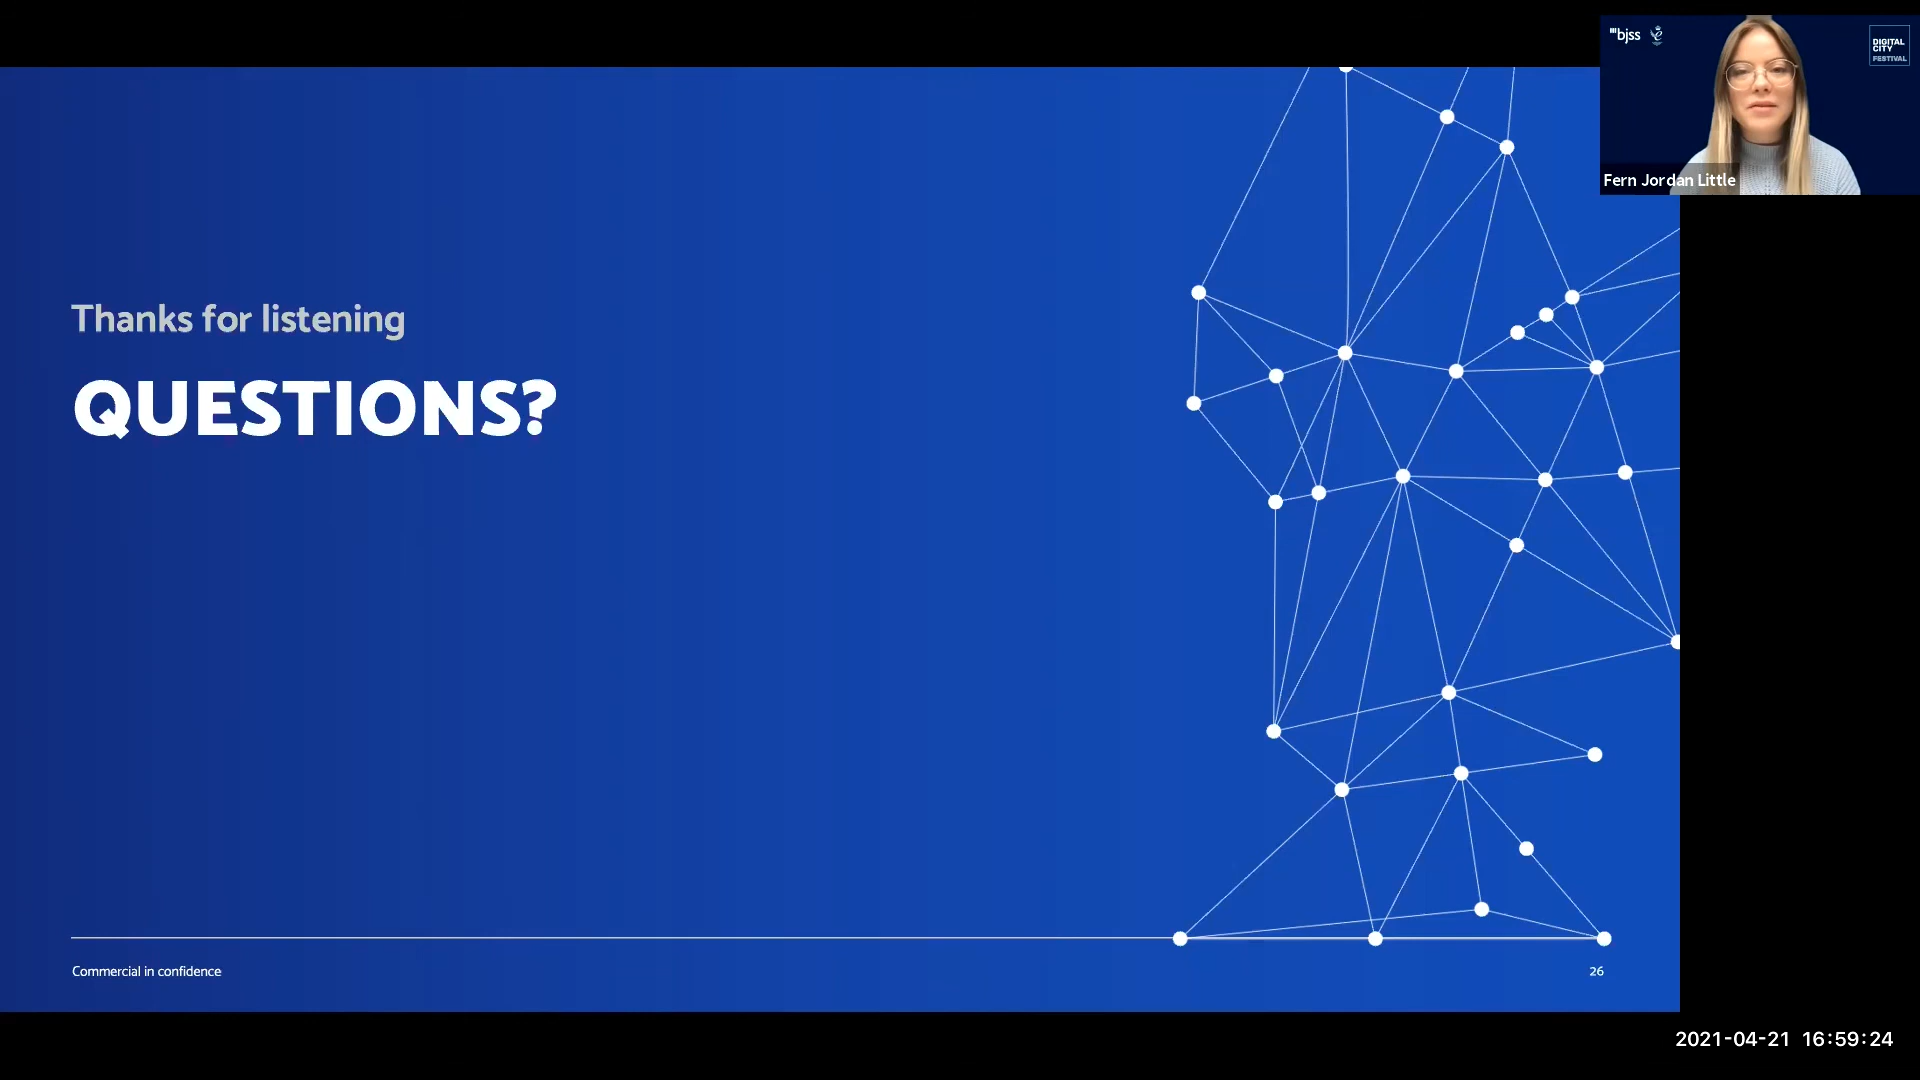 bjss
DIGITAL
CITY
FESTIVAL
Fern Jordan Little
Thanks for listening
QUESTIONS?
Commercial in confidence
26
2021-04-21 16:59:24